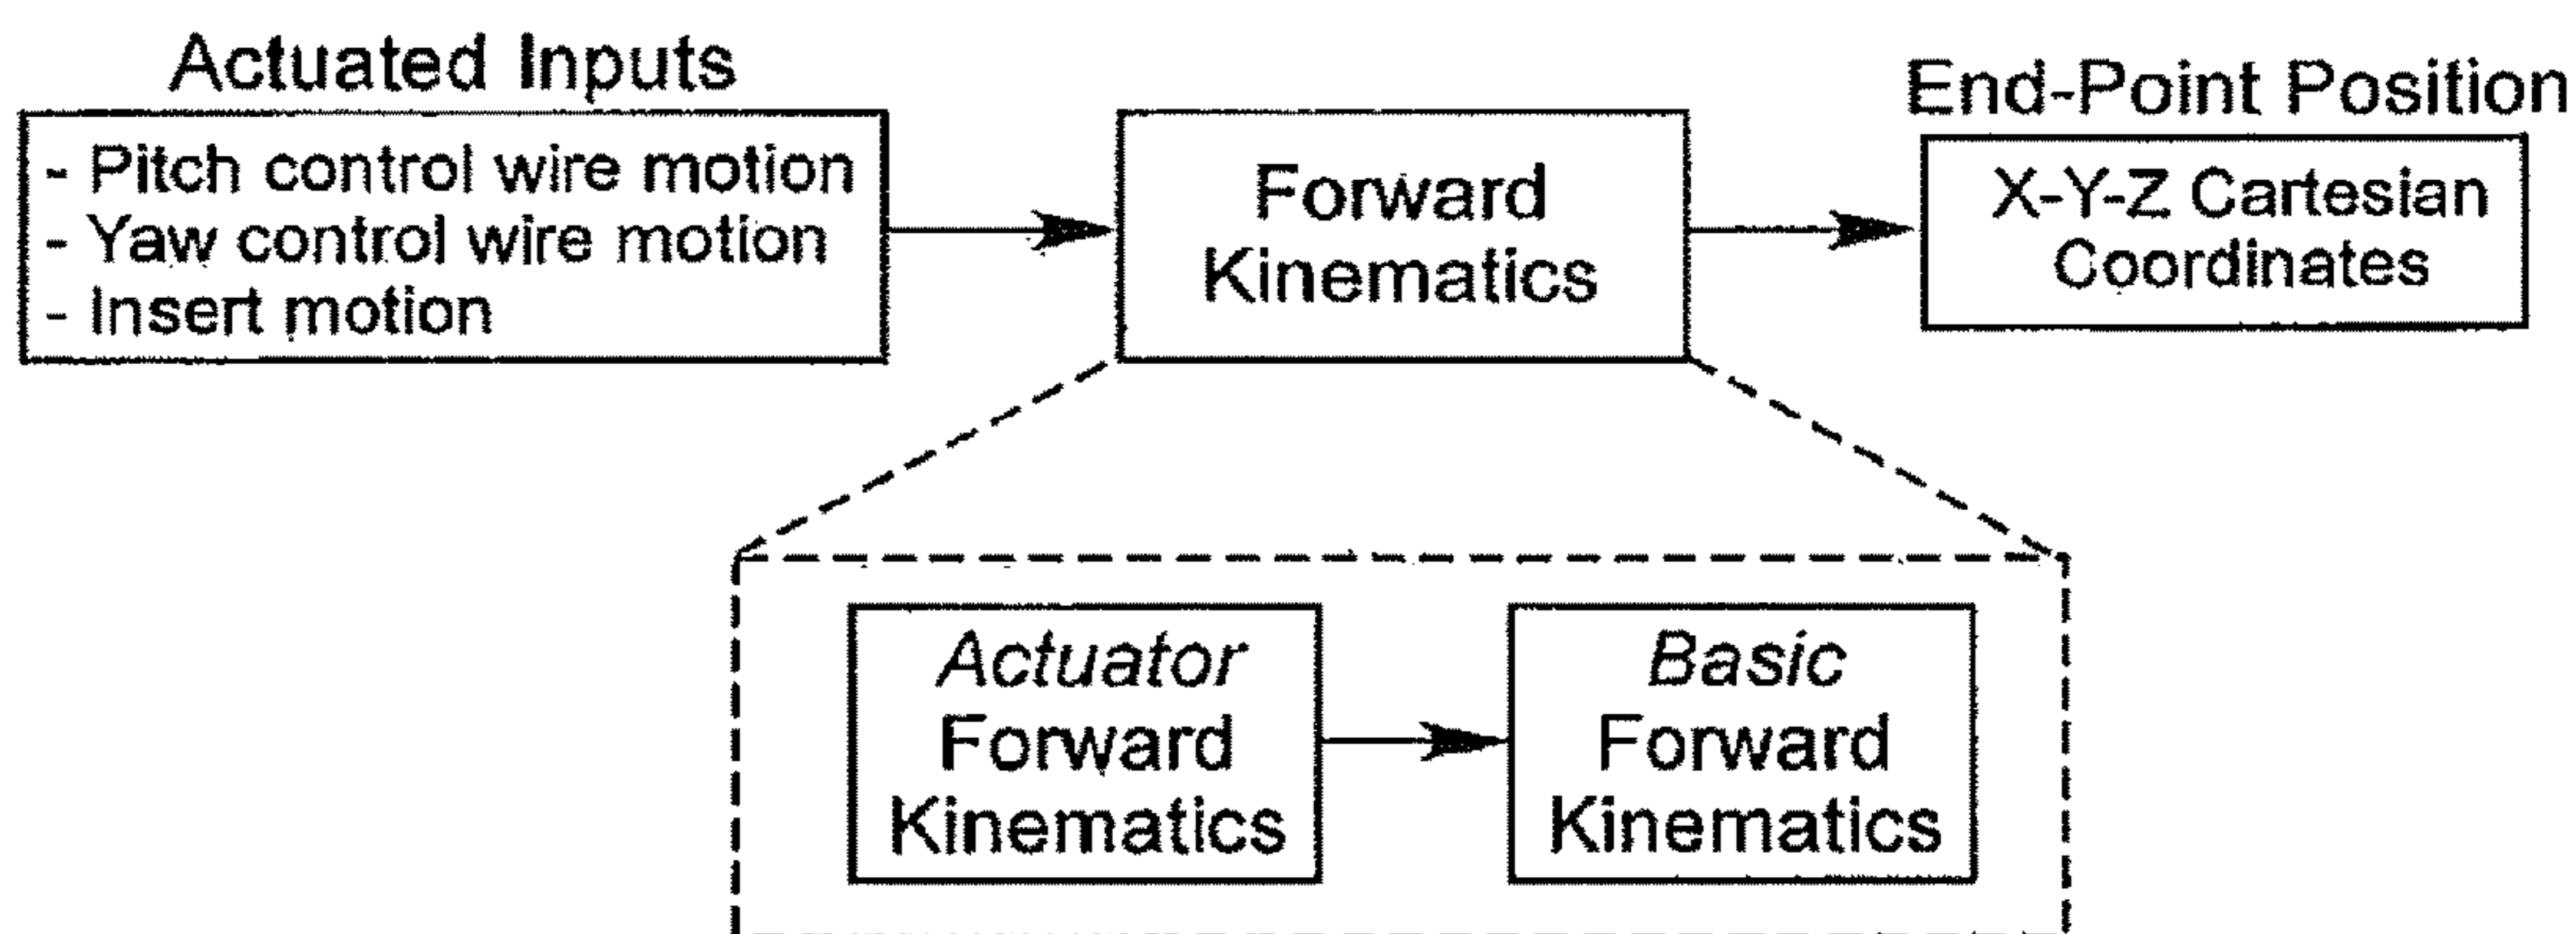 Actuated Inputs
- Pitch control wire motion
- Yaw control wire motion
- Insert motion
Forward
Kinematics
End-Point Position
X-Y-Z Cartesian
Coordinates
Actuator
Forward
Kinematics
Basic
Forward
Kinematics